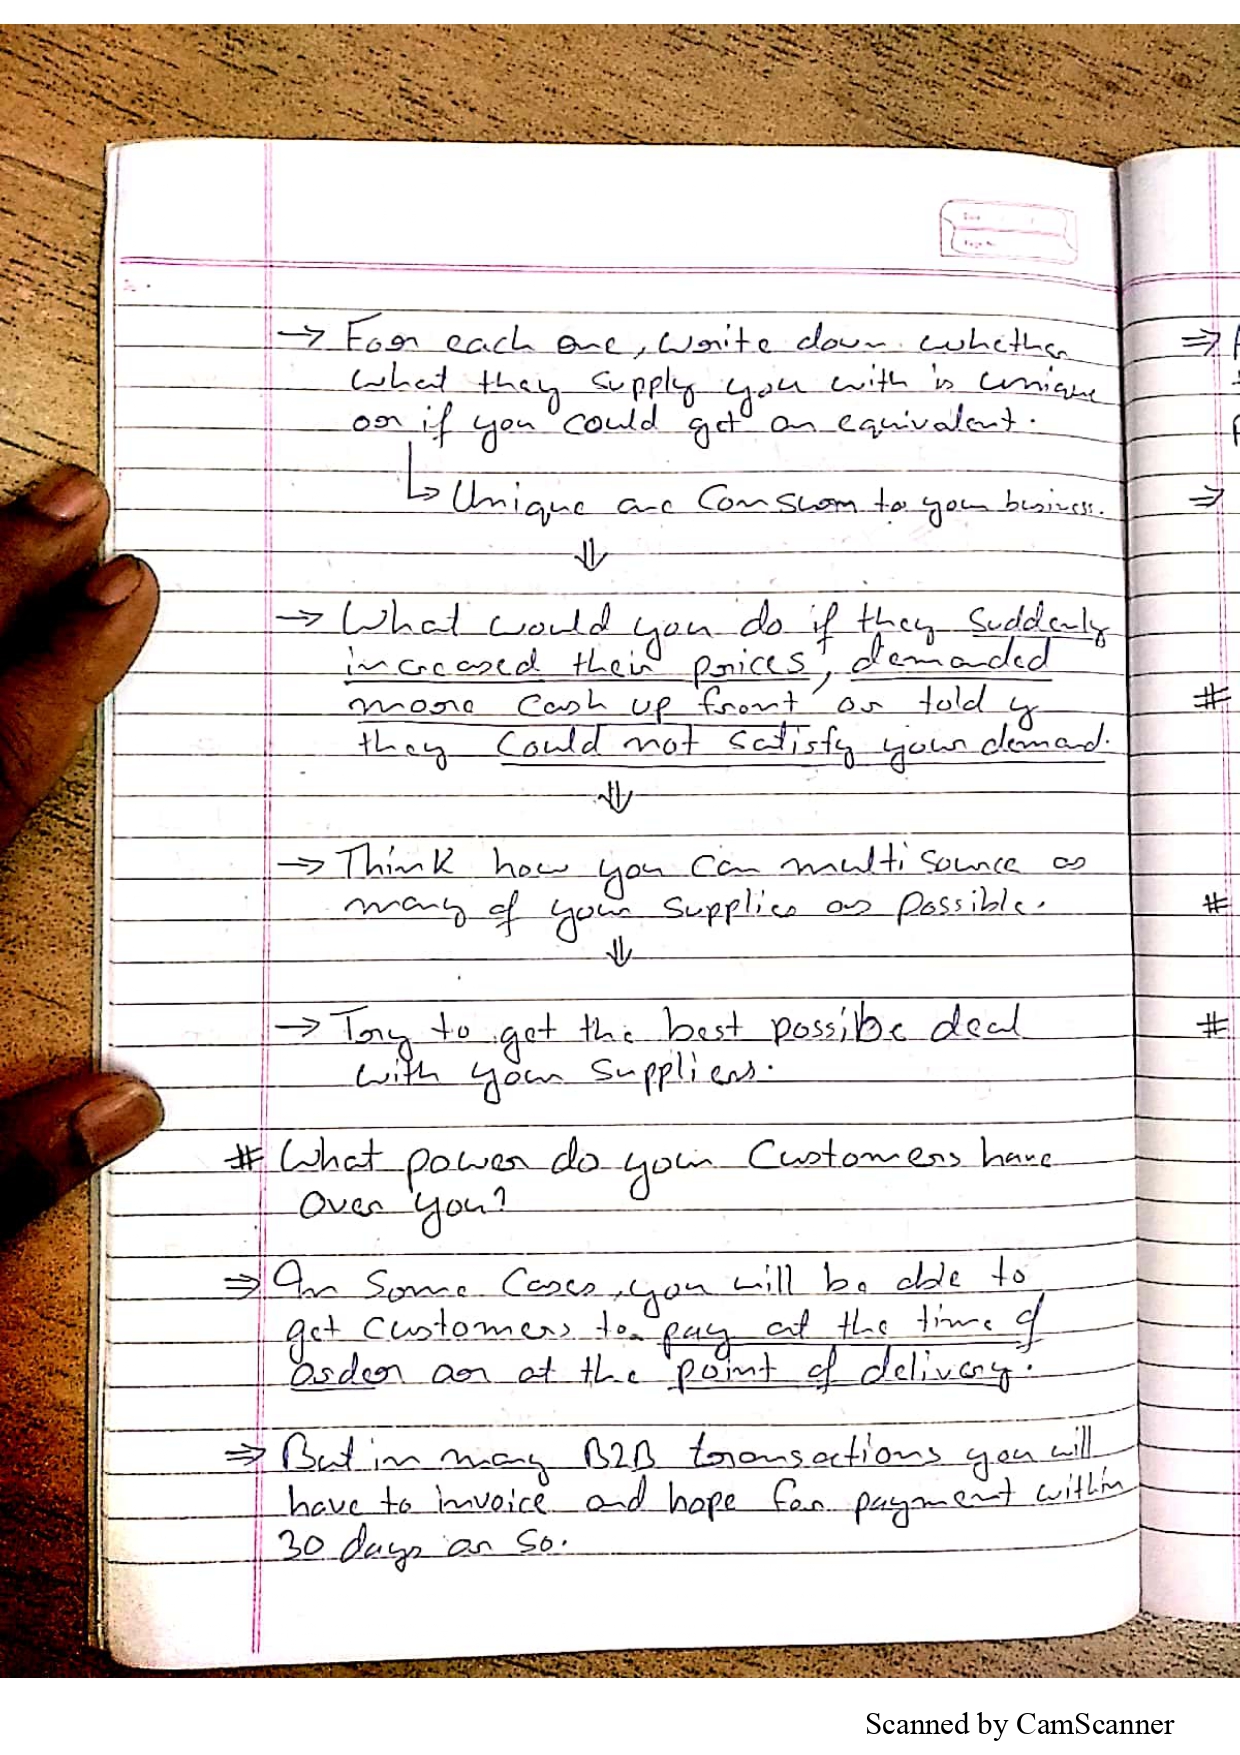 → For each one, write down whether
what they supply you with is unique
or if you could get an equivalent.
↳ Unique are to your business.
⇓
→ What would you do if they suddenly
increased their prices, demanded
more cash up front or told y
they could not satisfy your demand.
⇓
→ Think how you can multi source as
many of your supplies as possible.
⇓
→ Try to get the best possibe deal
with your suppliers.
# What power do your Customers have
over you?
⇒ In some cases, you will be able to
get customers to pay at the time of
order or at the point of delivery.
⇒ But in many B2B transactions you will
have to invoice and hope for payment within
30 days or so.
⇒
⇒
#
#
#
Scanned by CamScanner